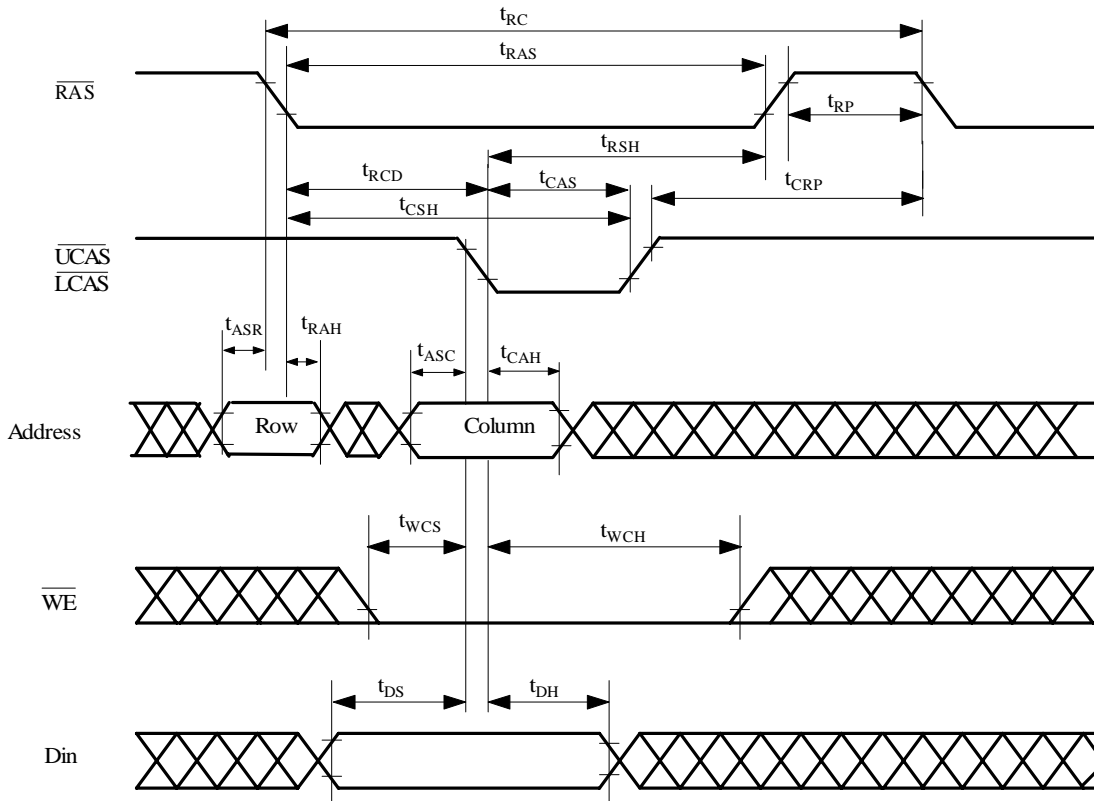 tRC
tRAS
RAS
tRP
tRSH
tRCD
tCAS
tCRP
tCSH
UCAS
LCAS
tASR
tRAH
tASC
tCAH
Address
Row
Column
tWCS
tWCH
WE
tDS
tDH
Din